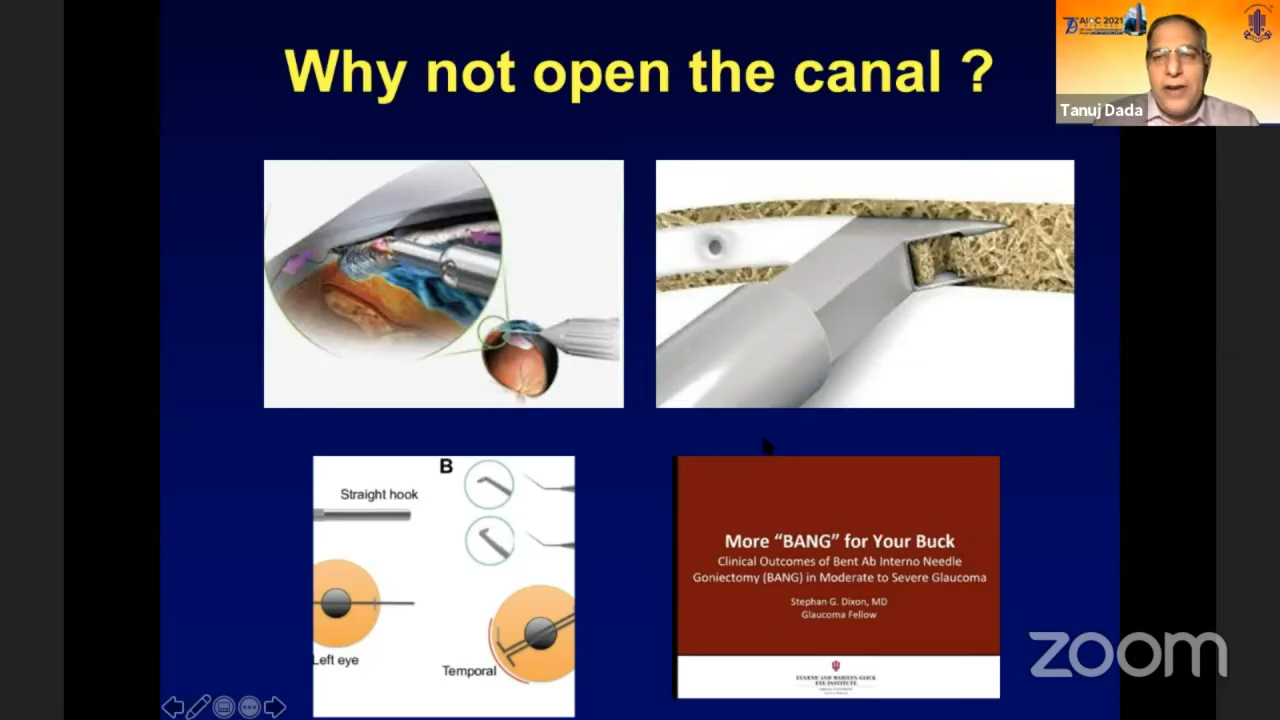 Why not open the canal ?
AIOC 2021
Tanuj Dada
B
Straight hook
Left eye
Temporal
More “BANG” for Your Buck
Clinical Outcomes of Bent Ab Interno Needle
Goniectomy (BANG) in Moderate to Severe Glaucoma
Stephan G. Dixon, MD
Glaucoma Fellow
EUGENE AND MARILYN GLICK
EYE INSTITUTE
zoom